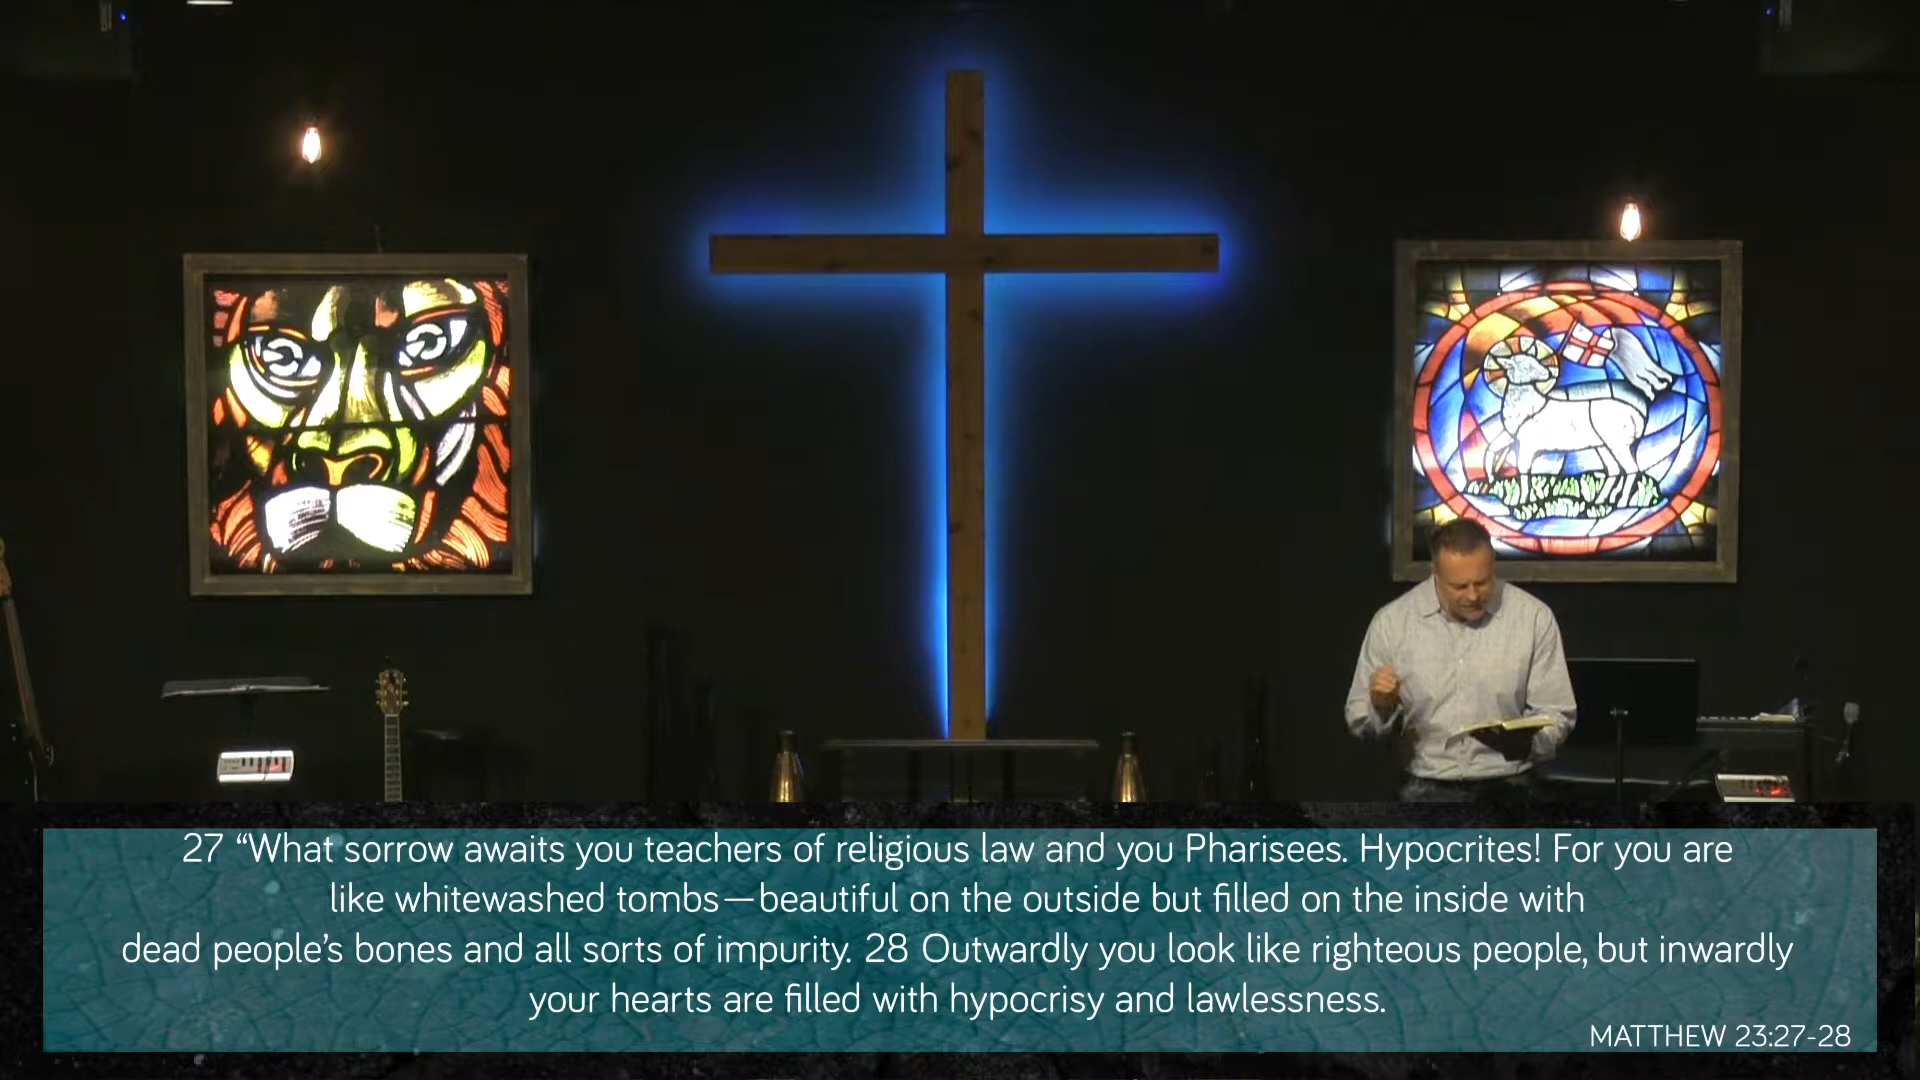 27 “What sorrow awaits you teachers of religious law and you Pharisees. Hypocrites! For you are
like whitewashed tombs—beautiful on the outside but filled on the inside with
dead people’s bones and all sorts of impurity. 28 Outwardly you look like righteous people, but inwardly
your hearts are filled with hypocrisy and lawlessness.
MATTHEW 23:27-28